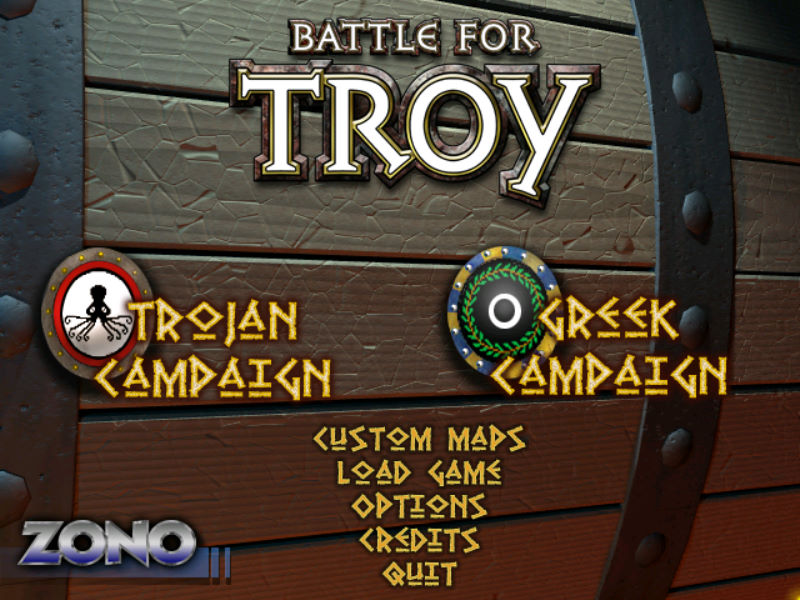 BATTLE FOR
TROY
TROJAN
CAMPAIGN
GREEK
CAMPAIGN
CUSTOM MAPS
LOAD GAME
OPTIONS
CREDITS
QUIT
ZONO